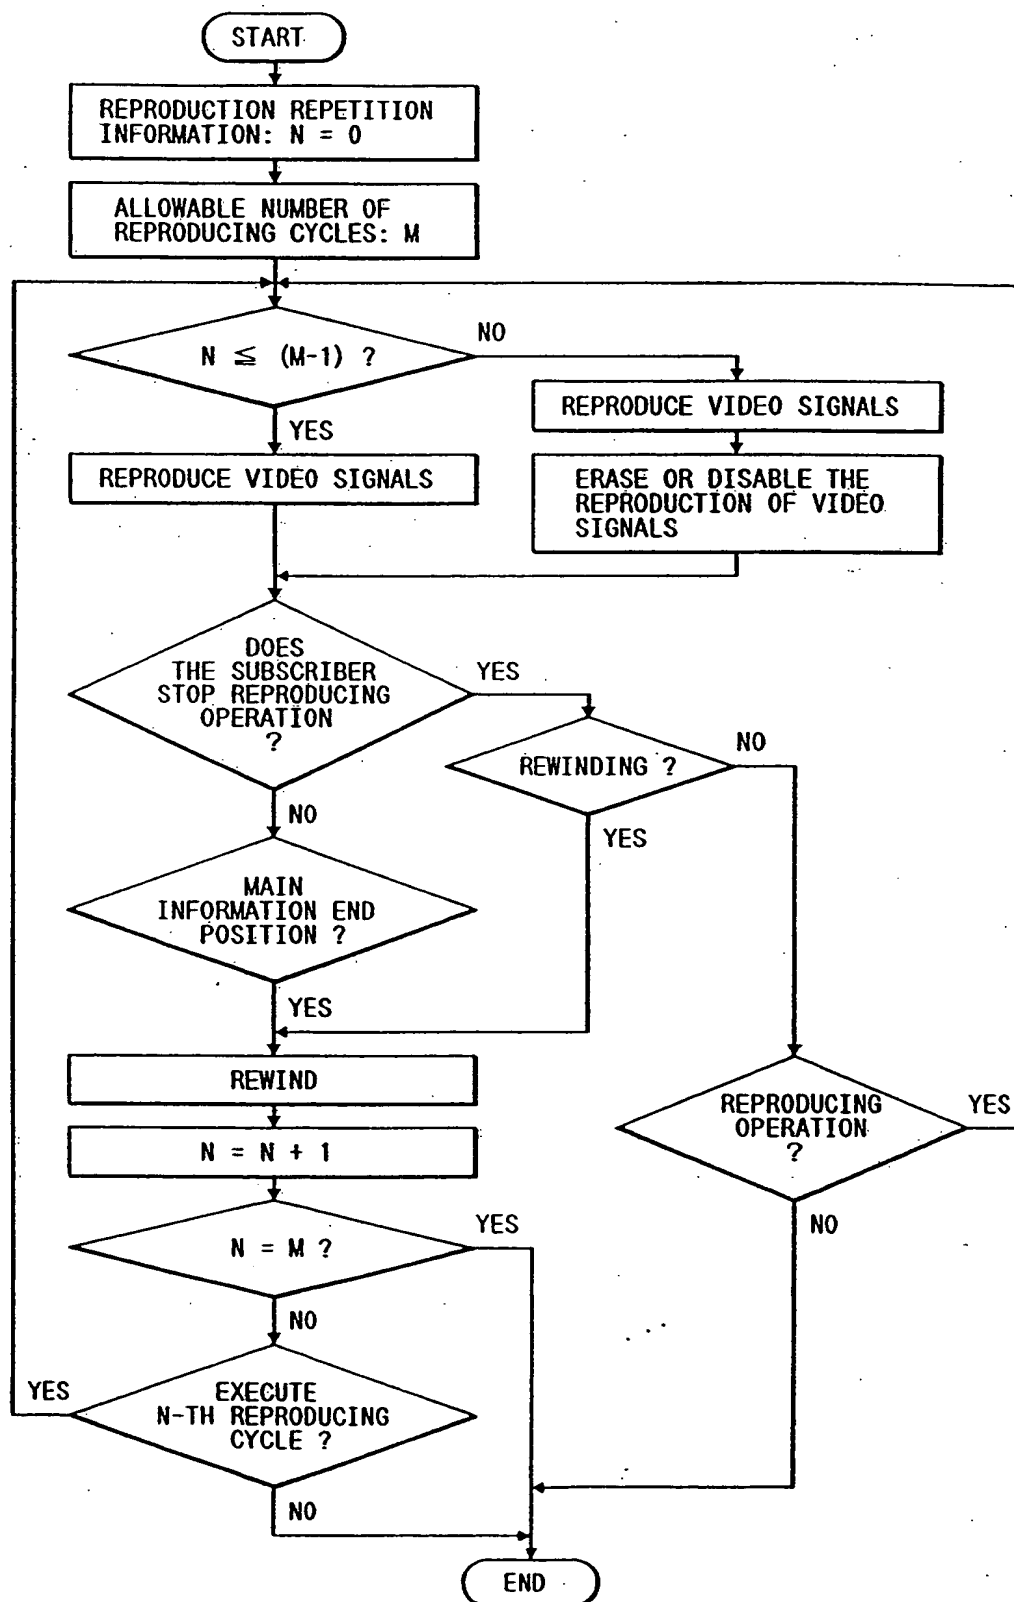 START
REPRODUCTION REPETITION
INFORMATION: N = 0
ALLOWABLE NUMBER OF
REPRODUCING CYCLES: M
N ≦ (M-1) ?
NO
YES
REPRODUCE VIDEO SIGNALS
REPRODUCE VIDEO SIGNALS
ERASE OR DISABLE THE
REPRODUCTION OF VIDEO
SIGNALS
DOES
THE SUBSCRIBER
STOP REPRODUCING
OPERATION
?
YES
NO
REWINDING ?
NO
YES
MAIN
INFORMATION END
POSITION ?
YES
REWIND
N = N + 1
REPRODUCING
OPERATION
?
YES
NO
N = M ?
YES
NO
EXECUTE
N-TH REPRODUCING
CYCLE ?
YES
NO
END